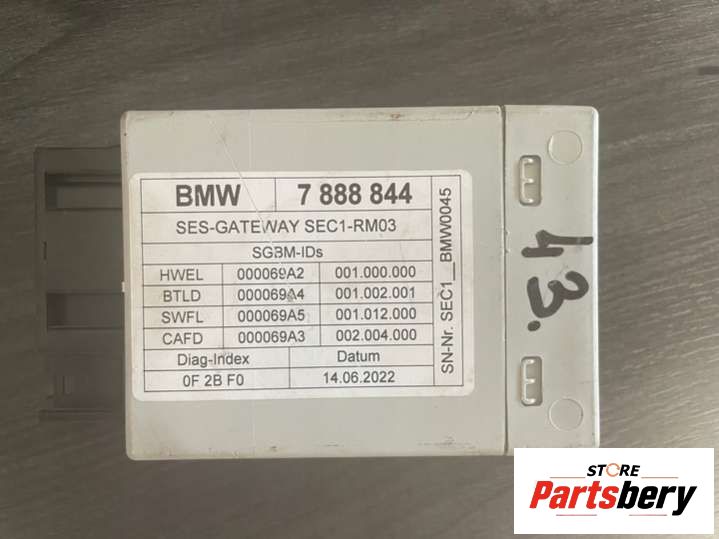 BMW 7 888 844
SES-GATEWAY SEC1-RM03
SGBM-IDs
HWEL 000069A2 001.000.000
BTLD 000069A4 001.002.001
SWFL 000069A5 001.012.000
CAFD 000069A3 002.004.000
Diag-Index Datum
0F 2B F0 14.06.2022
SN-Nr. SEC1__BMW0045
43.
STORE
Partsbery